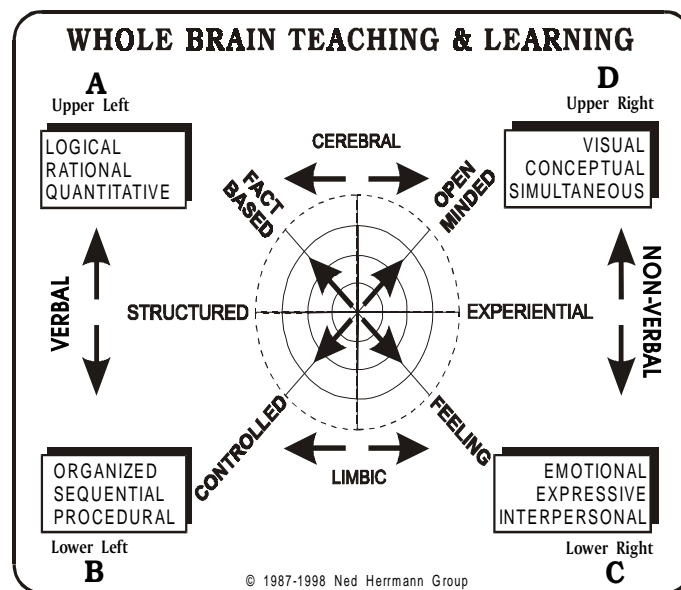 WHOLE BRAIN TEACHING & LEARNING
A
Upper Left
D
Upper Right
LOGICAL
RATIONAL
QUANTITATIVE
CEREBRAL
VISUAL
CONCEPTUAL
SIMULTANEOUS
FACT
BASED
OPEN
MINDED
VERBAL
STRUCTURED
EXPERIENTIAL
NON-VERBAL
CONTROLLED
FEELING
LIMBIC
ORGANIZED
SEQUENTIAL
PROCEDURAL
EMOTIONAL
EXPRESSIVE
INTERPERSONAL
Lower Left
B
Lower Right
C
© 1987-1998 Ned Herrmann Group